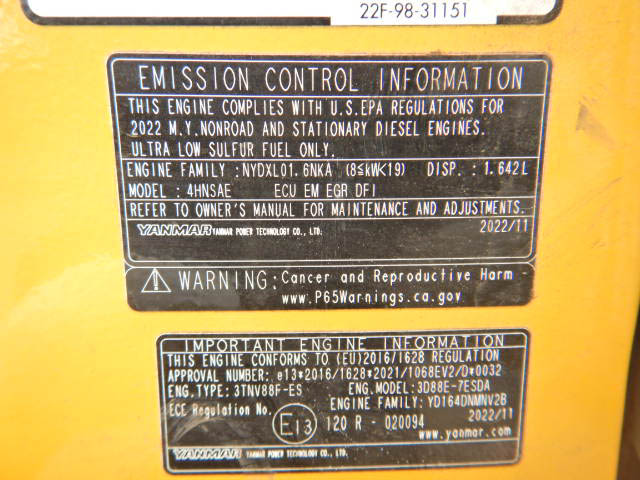 22F-98-31151
EMISSION CONTROL INFORMATION
THIS ENGINE COMPLIES WITH U.S.EPA REGULATIONS FOR
2022 M.Y.NONROAD AND STATIONARY DIESEL ENGINES.
ULTRA LOW SULFUR FUEL ONLY.
ENGINE FAMILY :NYDXL01.6NKA (8≤kW<19) DISP. : 1.642L
MODEL : 4HNSAE ECU EM EGR DFI
REFER TO OWNER'S MANUAL FOR MAINTENANCE AND ADJUSTMENTS.
YANMAR YANMAR POWER TECHNOLOGY CO., LTD. 2022/11
WARNING: Cancer and Reproductive Harm -
www.P65Warnings.ca.gov
IMPORTANT ENGINE INFORMATION
THIS ENGINE CONFORMS TO (EU)2016/1628 REGULATION
APPROVAL NUMBER: e13*2016/1628*2021/1068EV2/D*0032
ENG.TYPE: 3TNV88F-ES ENG.MODEL: 3D88E-7ESDA
ENGINE FAMILY: YD164DNMNV2B
ECE Regulation No. E13 120 R - 020094 2022/11
www.yanmar.com
YANMAR YANMAR POWER TECHNOLOGY CO., LTD.